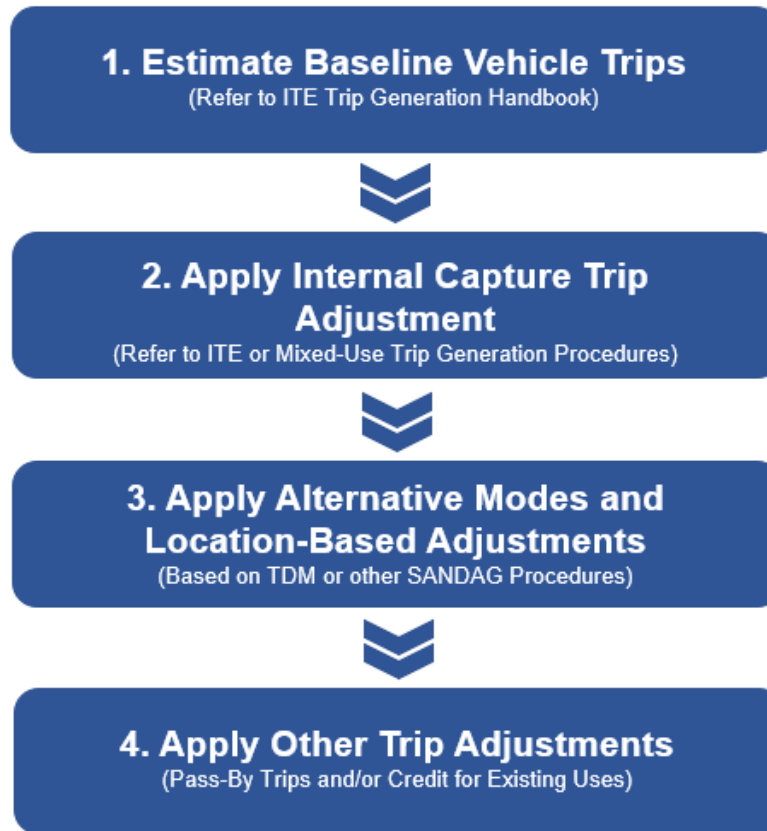 1. Estimate Baseline Vehicle Trips
(Refer to ITE Trip Generation Handbook)
2. Apply Internal Capture Trip
Adjustment
(Refer to ITE or Mixed-Use Trip Generation Procedures)
3. Apply Alternative Modes and
Location-Based Adjustments
(Based on TDM or other SANDAG Procedures)
4. Apply Other Trip Adjustments
(Pass-By Trips and/or Credit for Existing Uses)